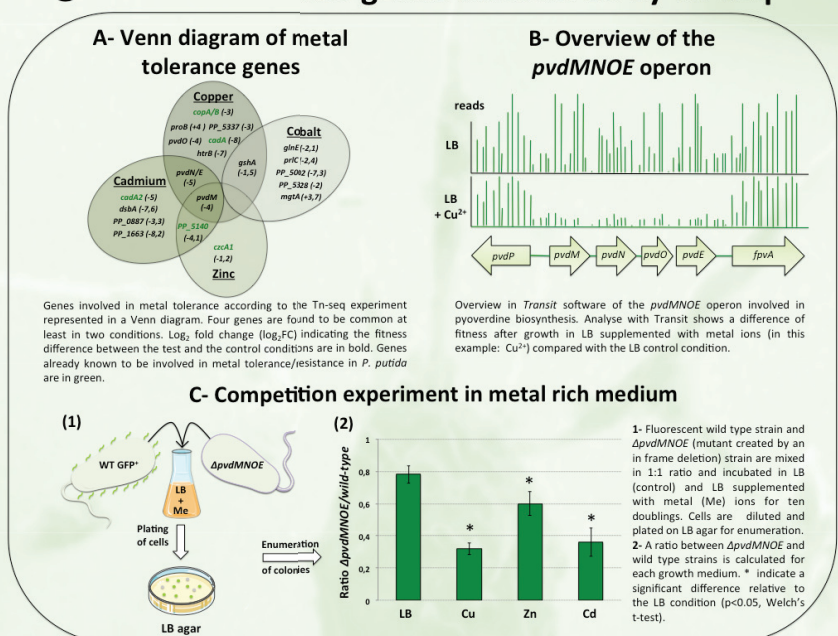 A- Venn diagram of metal
tolerance genes
Copper
copA/B (-3)
proB (+4 ) PP_5337 (-3)
pvdO (-4) cadA (-8)
htrB (-7)
Cobalt
glnE (-2,1)
prlC (-2,4)
PP_5002 (-7,3)
PP_5328 (-2)
mgtA (+3,7)
gshA
(-1,5)
Cadmium
cadA2 (-5)
dsbA (-7,6)
PP_0887 (-3,3)
PP_1663 (-8,2)
pvdN/E
(-5)
pvdM
(-4)
PP_5140
(-4,1)
czcA1
(-1,2)
Zinc
Genes involved in metal tolerance according to the Tn-seq experiment
represented in a Venn diagram. Four genes are found to be common at
least in two conditions. Log2 fold change (log2FC) indicating the fitness
difference between the test and the control conditions are in bold. Genes
already known to be involved in metal tolerance/resistance in P. putida
are in green.
B- Overview of the
pvdMNOE operon
reads
LB
LB
+ Cu²⁺
pvdP pvdM pvdN pvdO pvdE fpvA
Overview in Transit software of the pvdMNOE operon involved in
pyoverdine biosynthesis. Analyse with Transit shows a difference of
fitness after growth in LB supplemented with metal ions (in this
example: Cu²⁺) compared with the LB control condition.
C- Competition experiment in metal rich medium
(1)
WT GFP⁺
ΔpvdMNOE
LB
+
Me
Plating
of cells
LB agar
Enumeration
of colonies
(2)
Ratio ΔpvdMNOE/wild-type
1
0,8
0,6
0,4
0,2
0
*
*
*
LB Cu Zn Cd
1- Fluorescent wild type strain and
ΔpvdMNOE (mutant created by an
in frame deletion) strain are mixed
in 1:1 ratio and incubated in LB
(control) and LB supplemented
with metal (Me) ions for ten
doublings. Cells are diluted and
plated on LB agar for enumeration.
2- A ratio between ΔpvdMNOE and
wild type strains is calculated for
each growth medium. * indicate a
significant difference relative to
the LB condition (p<0.05, Welch's
t-test).